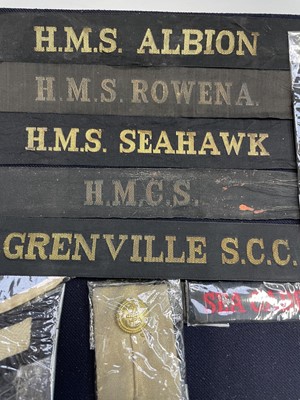 H.M.S. ALBION
H.M.S. ROWENA.
H.M.S. SEAHAWK
H.M.C.S.
GRENVILLE S.C.C.
SEA